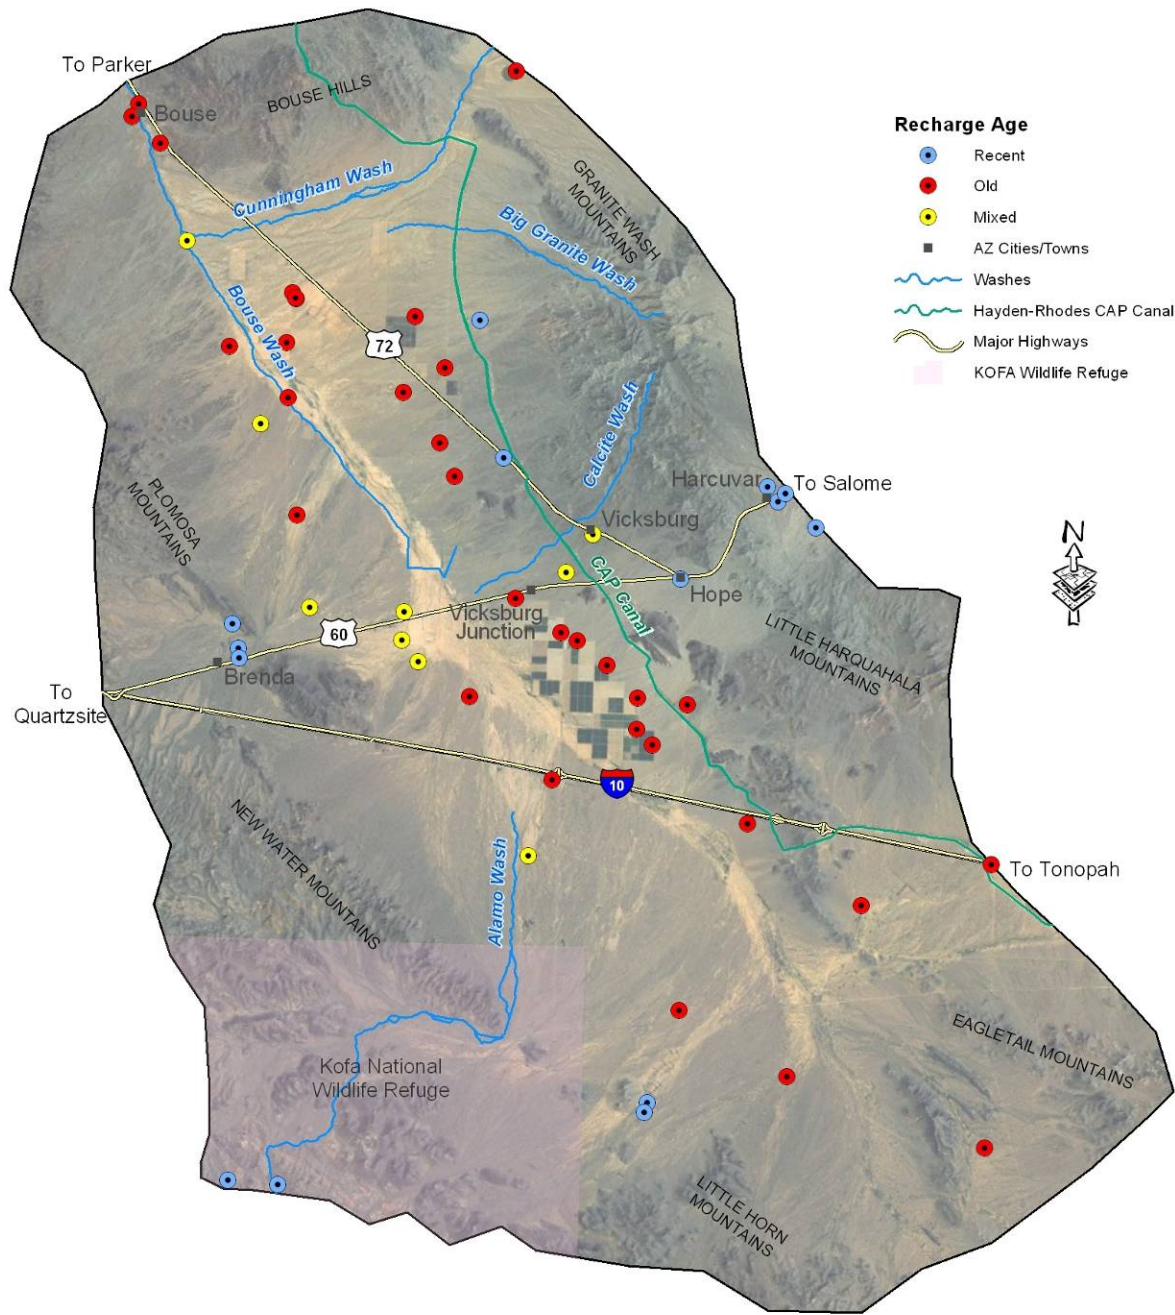 To Parker
Bouse
BOUSE HILLS
Cunningham Wash
GRANITE WASH
MOUNTAINS
Big Granite Wash
Bouse Wash
72
Calcite Wash
PLOMOSA
MOUNTAINS
Harcuvar
To Salome
Vicksburg
CAP Canal
Hope
Vicksburg
Junction
60
Brenda
LITTLE HARQUAHALA
MOUNTAINS
To
Quartzsite
10
NEW WATER MOUNTAINS
Alamo Wash
To Tonopah
Kofa National
Wildlife Refuge
EAGLETAIL MOUNTAINS
LITTLE HORN
MOUNTAINS
Recharge Age
Recent
Old
Mixed
AZ Cities/Towns
Washes
Hayden-Rhodes CAP Canal
Major Highways
KOFA Wildlife Refuge
N